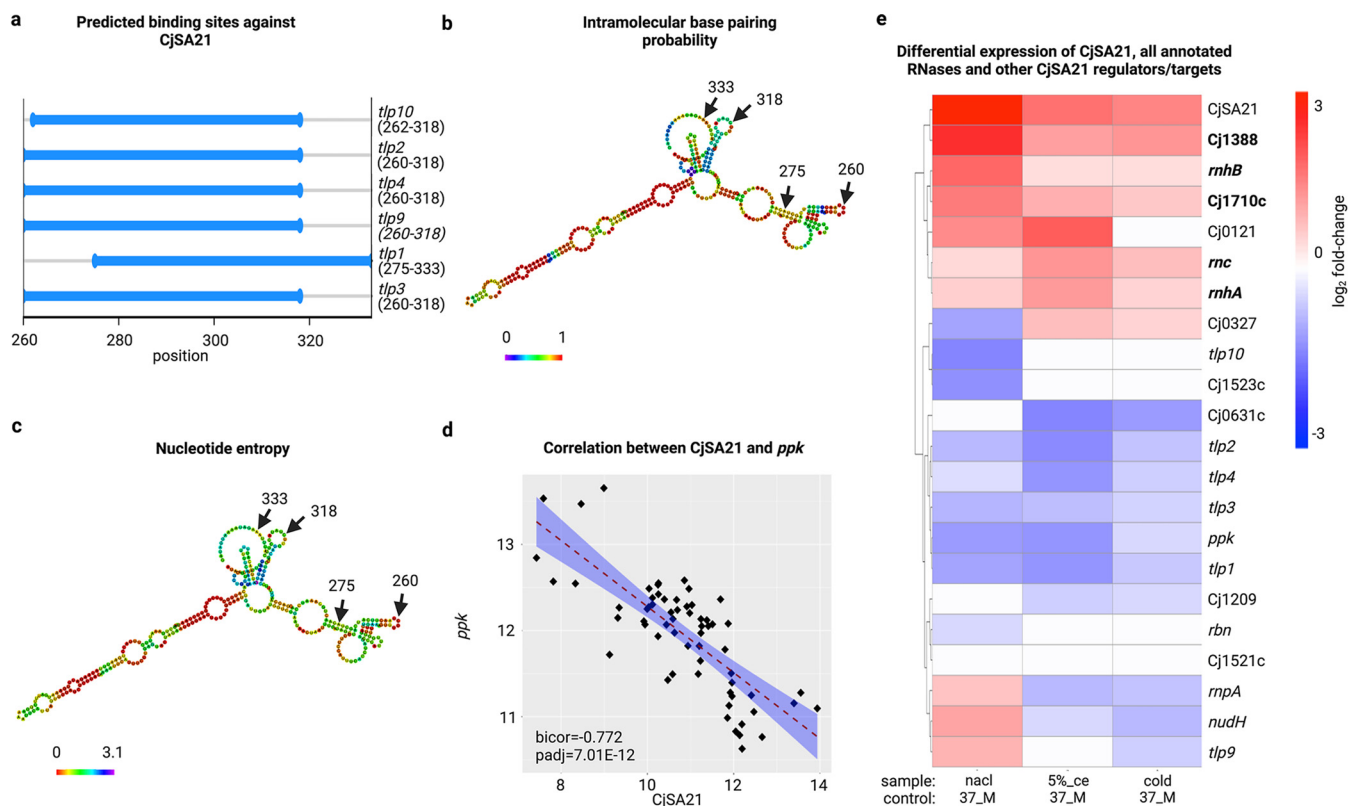 a
Predicted binding sites against
CjSA21
tlp10
(262-318)
tlp2
(260-318)
tlp4
(260-318)
tlp9
(260-318)
tlp1
(275-333)
tlp3
(260-318)
260 280 300 320
position
b
Intramolecular base pairing
probability
333
318
275
260
0 1
c
Nucleotide entropy
333
318
275
260
0 3.1
d
Correlation between CjSA21 and ppk
ppk
13
12
11
bicor=-0.772
padj=7.01E-12
8 10 12 14
CjSA21
e
Differential expression of CjSA21, all annotated
RNases and other CjSA21 regulators/targets
CjSA21
Cj1388
rnhB
Cj1710c
Cj0121
rnc
rnhA
Cj0327
tlp10
Cj1523c
Cj0631c
tlp2
tlp4
tlp3
ppk
tlp1
Cj1209
rbn
Cj1521c
rnpA
nudH
tlp9
sample: nacl 5%_ce cold
control: 37_M 37_M 37_M
3
0
-3
log2 fold-change